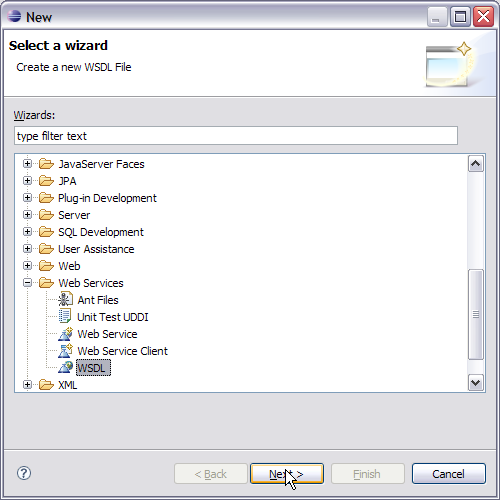 New
Select a wizard
Create a new WSDL File
Wizards:
type filter text
JavaServer Faces
JPA
Plug-in Development
Server
SQL Development
User Assistance
Web
Web Services
Ant Files
Unit Test UDDI
Web Service
Web Service Client
WSDL
XML
? < Back Next > Finish Cancel